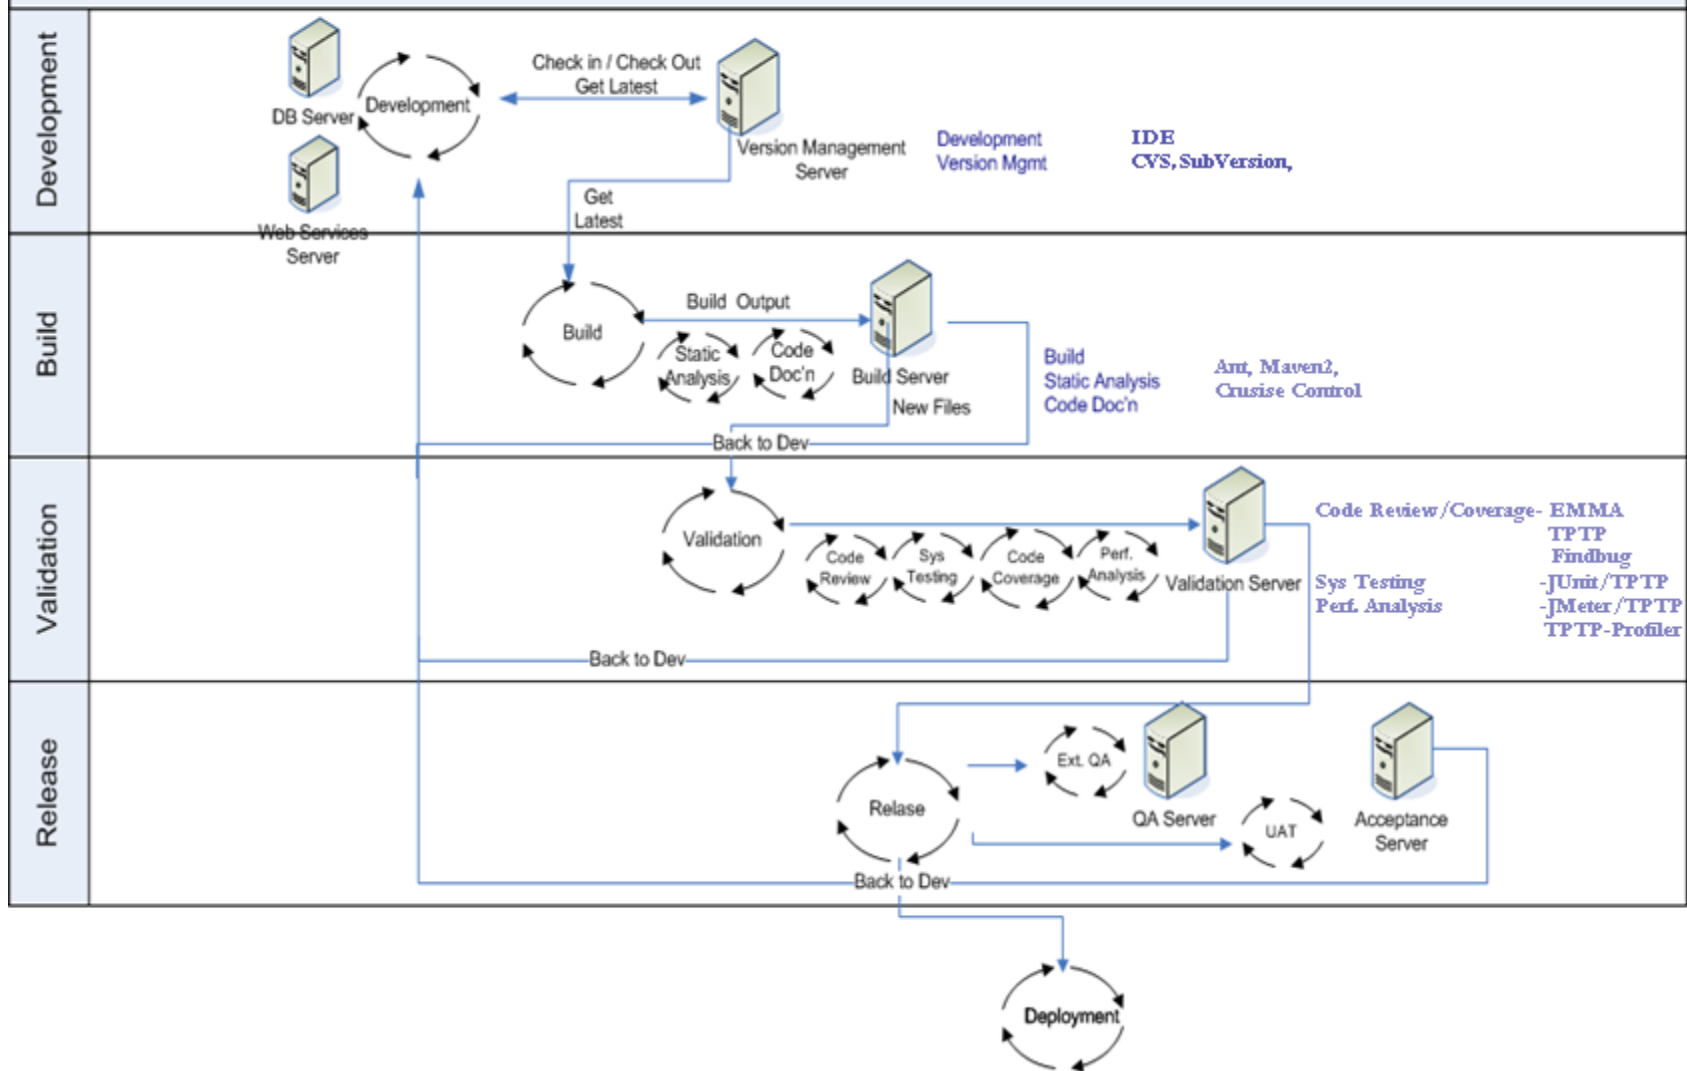 Development
DB Server
Development
Check in / Check Out
Get Latest
Version Management
Server
Development
Version Mgmt
IDE
CVS, SubVersion,
Web Services
Server
Get
Latest
Build
Build
Build Output
Static
Analysis
Code
Doc'n
Build Server
New Files
Back to Dev
Build
Static Analysis
Code Doc'n
Ant, Maven2,
Crusise Control
Validation
Validation
Code
Review
Sys
Testing
Code
Coverage
Perf.
Analysis
Validation Server
Code Review/Coverage- EMMA
TPTP
Findbug
Sys Testing -JUnit/TPTP
Perf. Analysis -JMeter/TPTP
TPTP-Profiler
Back to Dev
Release
Relase
Ext. QA
QA Server
UAT
Acceptance
Server
Back to Dev
Deployment